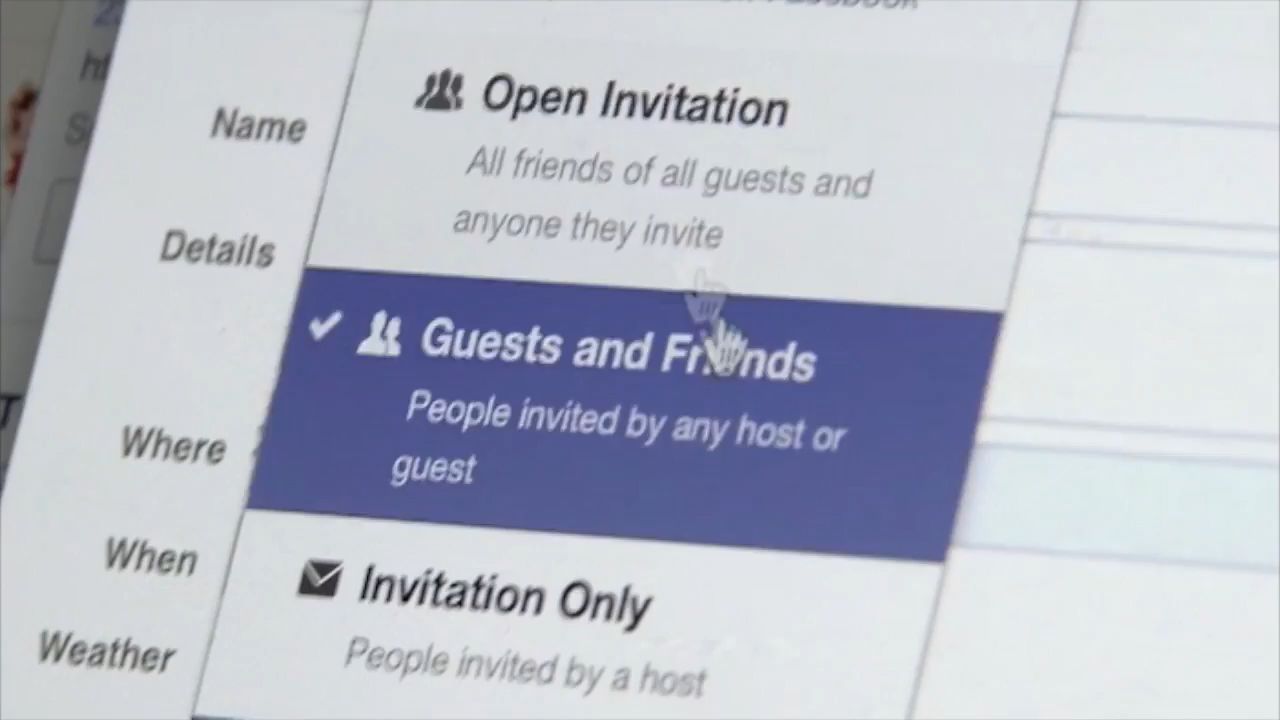 Name
Open Invitation
All friends of all guests and
anyone they invite
Details
Guests and Friends
People invited by any host or
guest
Where
Invitation Only
When
People invited by a host
Weather